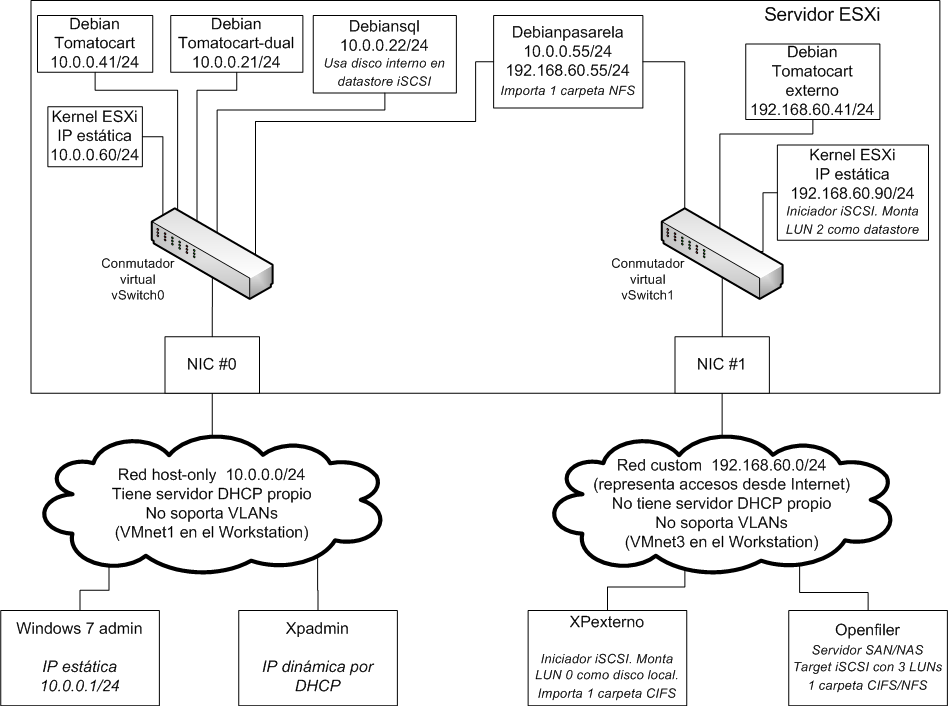 Servidor ESXi
Debian
Tomatocart
10.0.0.41/24
Debian
Tomatocart-dual
10.0.0.21/24
Debiansql
10.0.0.22/24
Usa disco interno en
datastore iSCSI
Debianpasarela
10.0.0.55/24
192.168.60.55/24
Importa 1 carpeta NFS
Debian
Tomatocart
externo
192.168.60.41/24
Kernel ESXi
IP estática
10.0.0.60/24
Kernel ESXi
IP estática
192.168.60.90/24
Iniciador iSCSI. Monta
LUN 2 como datastore
Conmutador
virtual
vSwitch0
Conmutador
virtual
vSwitch1
NIC #0
NIC #1
Red host-only 10.0.0.0/24
Tiene servidor DHCP propio
No soporta VLANs
(VMnet1 en el Workstation)
Red custom 192.168.60.0/24
(representa accesos desde Internet)
No tiene servidor DHCP propio
No soporta VLANs
(VMnet3 en el Workstation)
Windows 7 admin
IP estática
10.0.0.1/24
Xpadmin
IP dinámica por
DHCP
XPexterno
Iniciador iSCSI. Monta
LUN 0 como disco local.
Importa 1 carpeta CIFS
Openfiler
Servidor SAN/NAS
Target iSCSI con 3 LUNs
1 carpeta CIFS/NFS